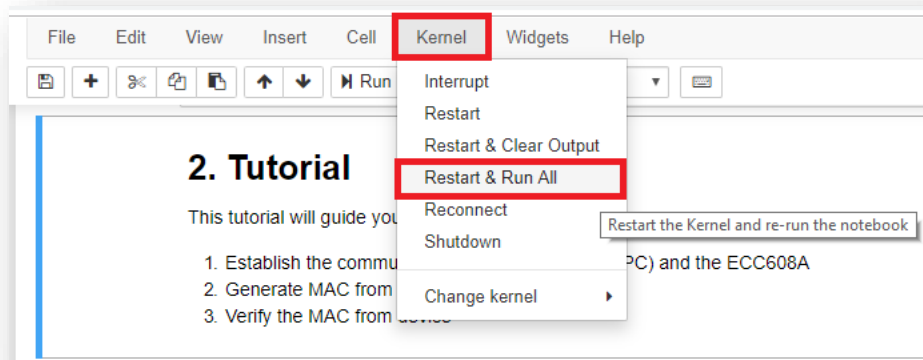 File Edit View Insert Cell Kernel Widgets Help
Run
Interrupt
Restart
Restart & Clear Output
Restart & Run All
Reconnect
Shutdown
Change kernel
Restart the Kernel and re-run the notebook
2. Tutorial
This tutorial will guide you
1. Establish the commu PC) and the ECC608A
2. Generate MAC from
3. Verify the MAC from device